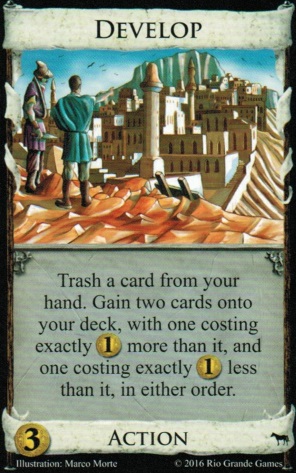 DEVELOP
Trash a card from your
hand. Gain two cards onto
your deck, with one costing
exactly 1 more than it, and
one costing exactly 1 less
than it, in either order.
3 ACTION
Illustration: Marco Morte © 2016 Rio Grande Games